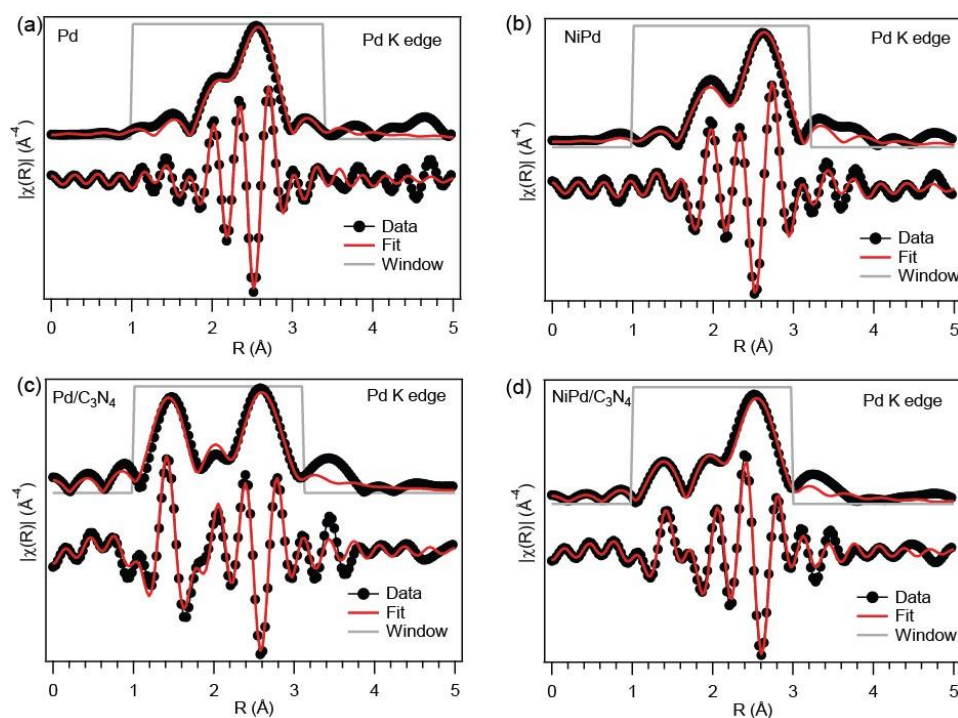 (a)
Pd
Pd K edge
|χ(R)| (Å⁻⁴)
Data
Fit
Window
0 1 2 3 4 5
R (Å)
(b)
NiPd
Pd K edge
|χ(R)| (Å⁻⁴)
Data
Fit
Window
0 1 2 3 4 5
R (Å)
(c)
Pd/C₃N₄
Pd K edge
|χ(R)| (Å⁻⁴)
Data
Fit
Window
0 1 2 3 4 5
R (Å)
(d)
NiPd/C₃N₄
Pd K edge
|χ(R)| (Å⁻⁴)
Data
Fit
Window
0 1 2 3 4 5
R (Å)